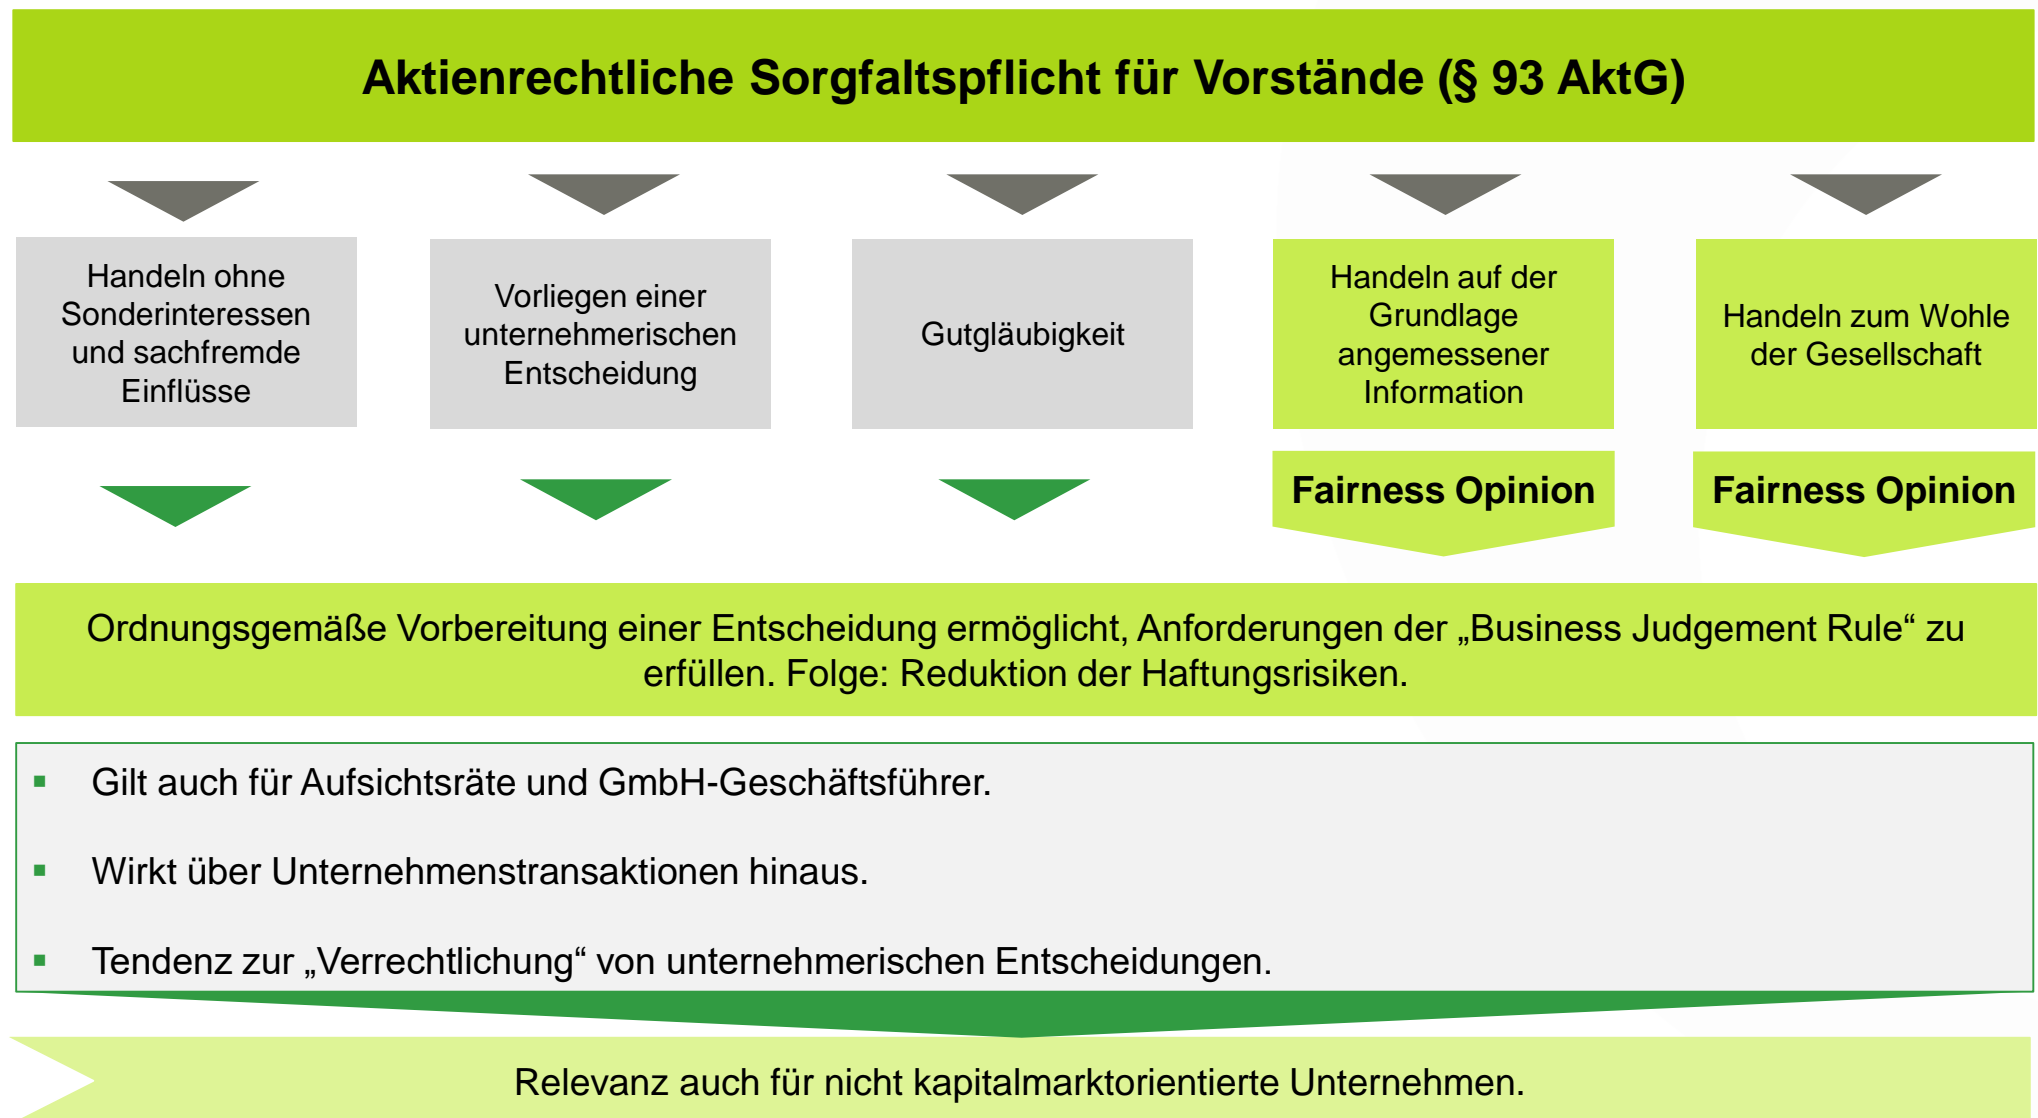 Aktienrechtliche Sorgfaltspflicht für Vorstände (§ 93 AktG)
Handeln ohne
Sonderinteressen
und sachfremde
Einflüsse
Vorliegen einer
unternehmerischen
Entscheidung
Gutgläubigkeit
Handeln auf der
Grundlage
angemessener
Information
Handeln zum Wohle
der Gesellschaft
Fairness Opinion
Fairness Opinion
Ordnungsgemäße Vorbereitung einer Entscheidung ermöglicht, Anforderungen der „Business Judgement Rule“ zu
erfüllen. Folge: Reduktion der Haftungsrisiken.
▪ Gilt auch für Aufsichtsräte und GmbH-Geschäftsführer.
▪ Wirkt über Unternehmenstransaktionen hinaus.
▪ Tendenz zur „Verrechtlichung“ von unternehmerischen Entscheidungen.
Relevanz auch für nicht kapitalmarktorientierte Unternehmen.